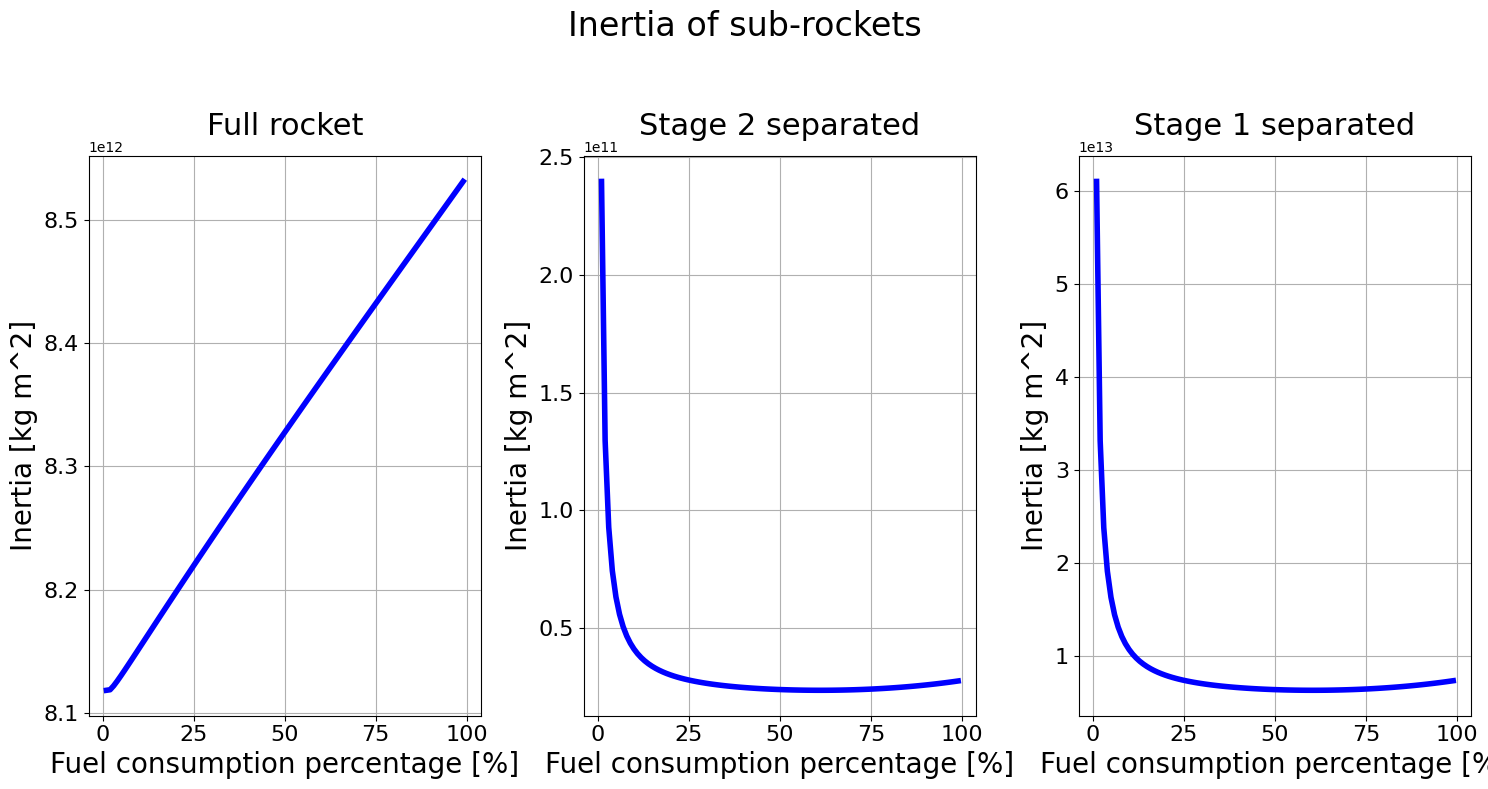 Inertia of sub-rockets
Full rocket
1e12
8.5
8.4
8.3
8.2
8.1
0
25
50
75
100
Inertia [kg m^2]
Fuel consumption percentage [%]
Stage 2 separated
1e11
2.5
2.0
1.5
1.0
0.5
0
25
50
75
100
Inertia [kg m^2]
Fuel consumption percentage [%]
Stage 1 separated
1e13
6
5
4
3
2
1
0
25
50
75
100
Inertia [kg m^2]
Fuel consumption percentage [%